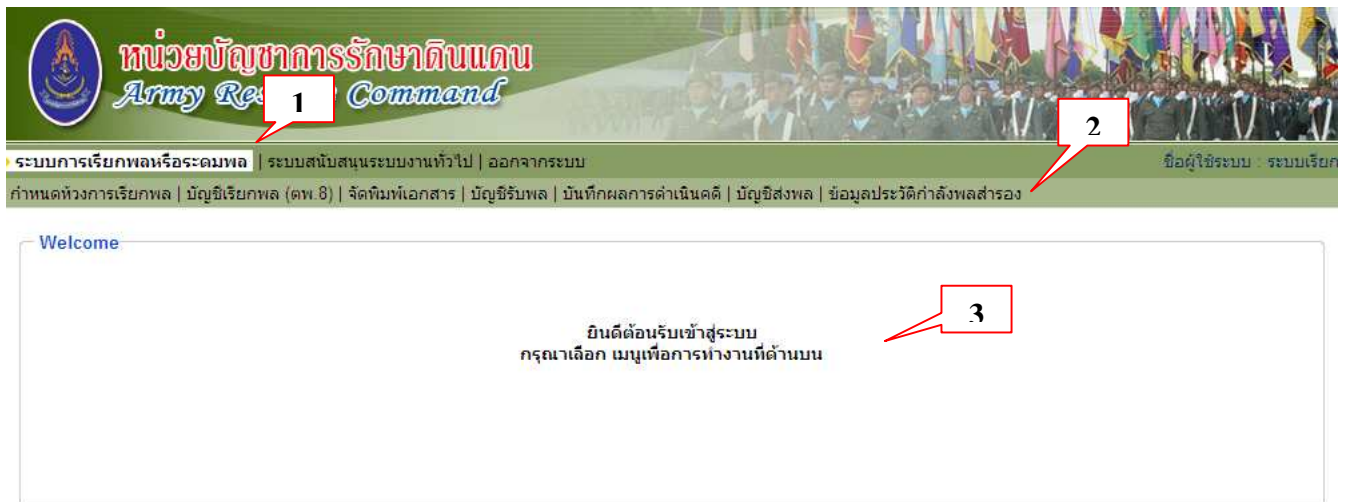 หน่วยบัญชาการรักษาดินแดน
Army Res Command
1
2
ระบบการเรียกพลหรือระดมพล | ระบบสนับสนุนระบบงานทั่วไป | ออกจากระบบ ชื่อผู้ใช้ระบบ : ระบบเรียก
กำหนดห้วงการเรียกพล | บัญชีเรียกพล (ตพ.8) | จัดพิมพ์เอกสาร | บัญชีรับพล | บันทึกผลการดำเนินคดี | บัญชีส่งพล | ข้อมูลประวัติกำลังพลสำรอง
Welcome
3
ยินดีต้อนรับเข้าสู่ระบบ
กรุณาเลือก เมนูเพื่อการทำงานที่ด้านบน